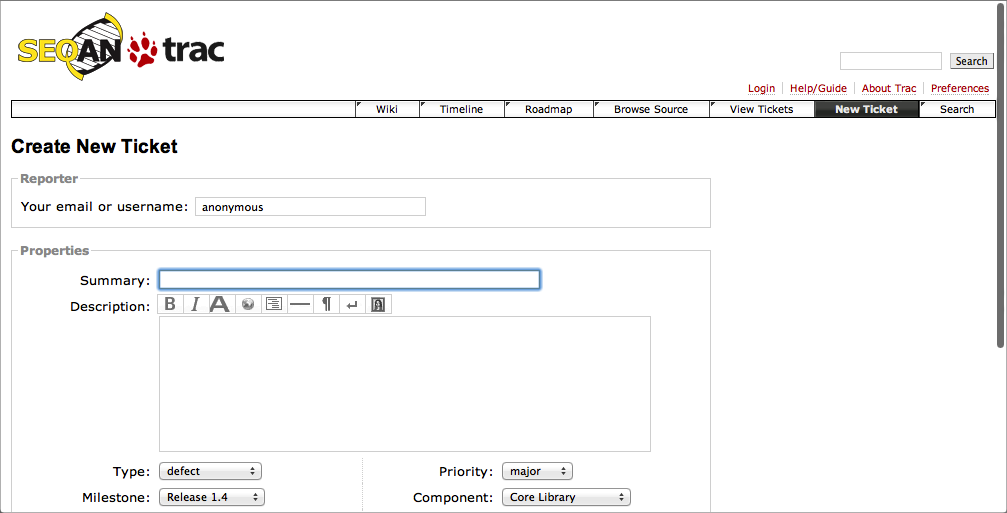 SEQAN trac
Search
Login Help/Guide About Trac Preferences
Wiki Timeline Roadmap Browse Source View Tickets New Ticket Search
Create New Ticket
Reporter
Your email or username: anonymous
Properties
Summary:
Description: B I A ¶
Type: defect Priority: major
Milestone: Release 1.4 Component: Core Library